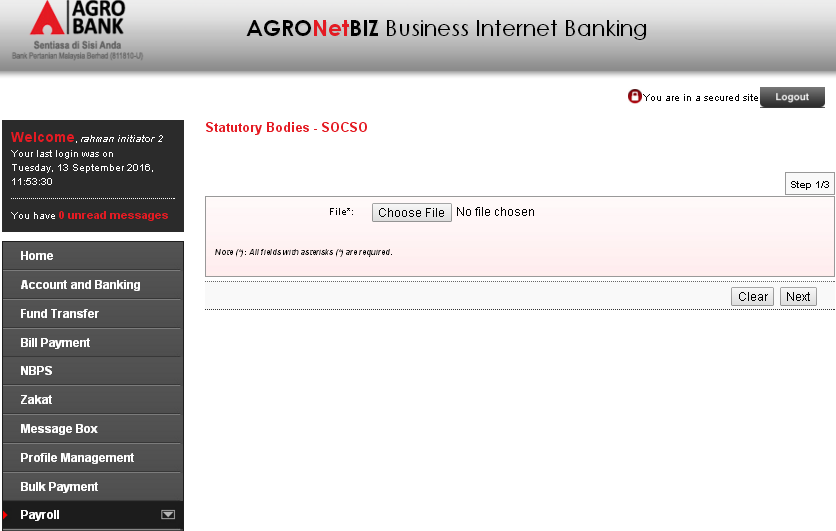 AGRO
BANK
Sentiasa di Sisi Anda
Bank Pertanian Malaysia Berhad (811810-U)
AGRONetBIZ Business Internet Banking
You are in a secured site
Logout
Welcome, rahman initiator 2
Your last login was on
Tuesday, 13 September 2016,
11:53:30
You have 0 unread messages
Home
Account and Banking
Fund Transfer
Bill Payment
NBPS
Zakat
Message Box
Profile Management
Bulk Payment
Payroll
Statutory Bodies - SOCSO
Step 1/3
File*: Choose File No file chosen
Note (*): All fields with asterisks (*) are required.
Clear Next